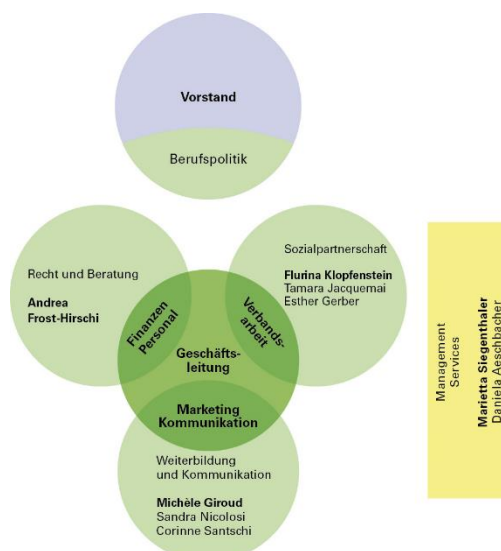 Vorstand
Berufspolitik
Recht und Beratung
Andrea
Frost-Hirschi
Sozialpartnerschaft
Flurina Klopfenstein
Tamara Jacquemai
Esther Gerber
Finanzen
Personal
Verbands-
arbeit
Geschäfts-
leitung
Marketing
Kommunikation
Weiterbildung
und Kommunikation
Michèle Giroud
Sandra Nicolosi
Corinne Santschi
Management
Services
Marietta Siegenthaler
Daniela Aeschbacher